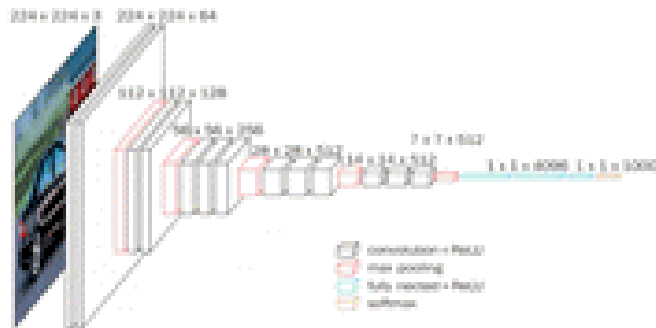 224 x 224 x 3 224 x 224 x 64
112 x 112 x 128
56 x 56 x 256
28 x 28 x 512
14 x 14 x 512
7 x 7 x 512
1 x 1 x 4096 1 x 1 x 1000
convolution+ReLU
max pooling
fully nected+ReLU
softmax